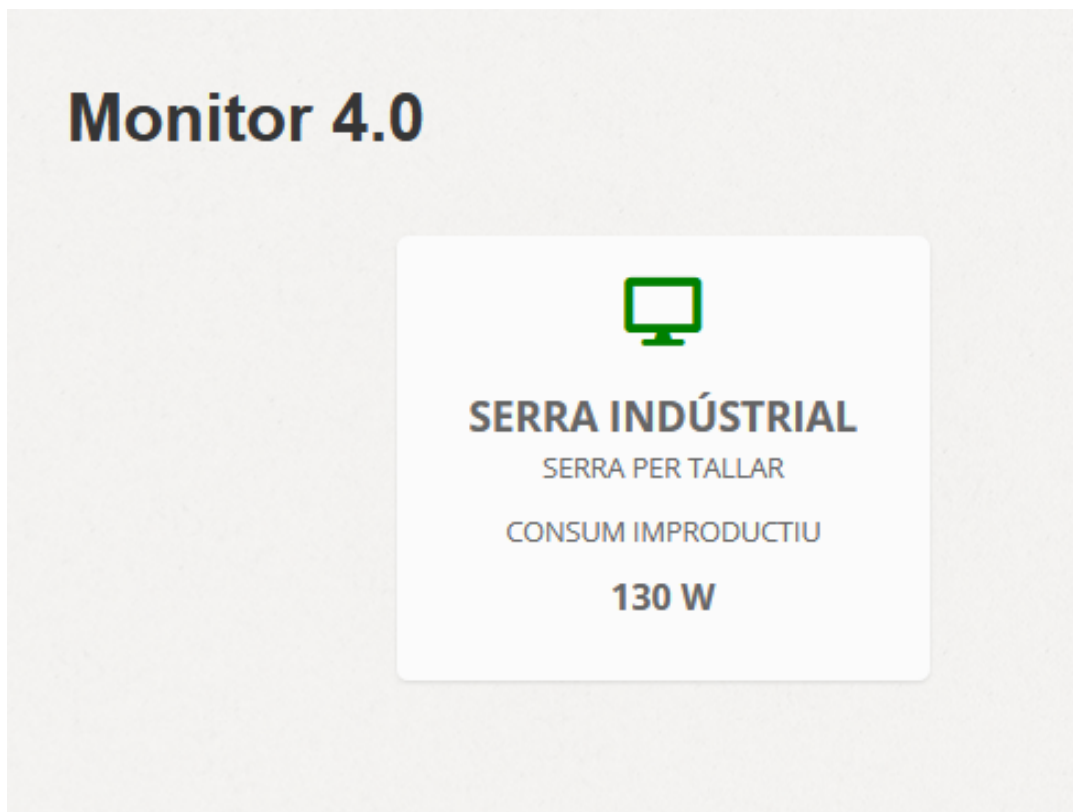 Monitor 4.0
SERRA INDÚSTRIAL
SERRA PER TALLAR
CONSUM IMPRODUCTIU
130 W